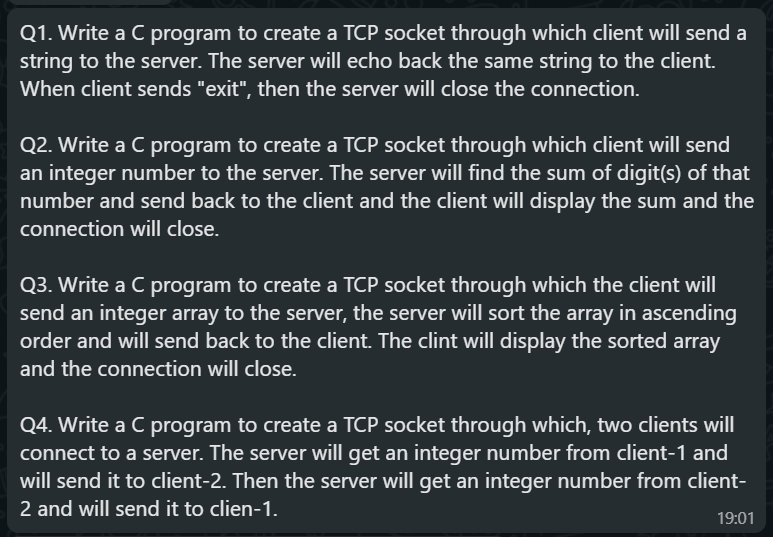 Q1. Write a C program to create a TCP socket through which client will send a
string to the server. The server will echo back the same string to the client.
When client sends "exit", then the server will close the connection.
Q2. Write a C program to create a TCP socket through which client will send
an integer number to the server. The server will find the sum of digit(s) of that
number and send back to the client and the client will display the sum and the
connection will close.
Q3. Write a C program to create a TCP socket through which the client will
send an integer array to the server, the server will sort the array in ascending
order and will send back to the client. The clint will display the sorted array
and the connection will close.
Q4. Write a C program to create a TCP socket through which, two clients will
connect to a server. The server will get an integer number from client-1 and
will send it to client-2. Then the server will get an integer number from client-
2 and will send it to clien-1.
19:01